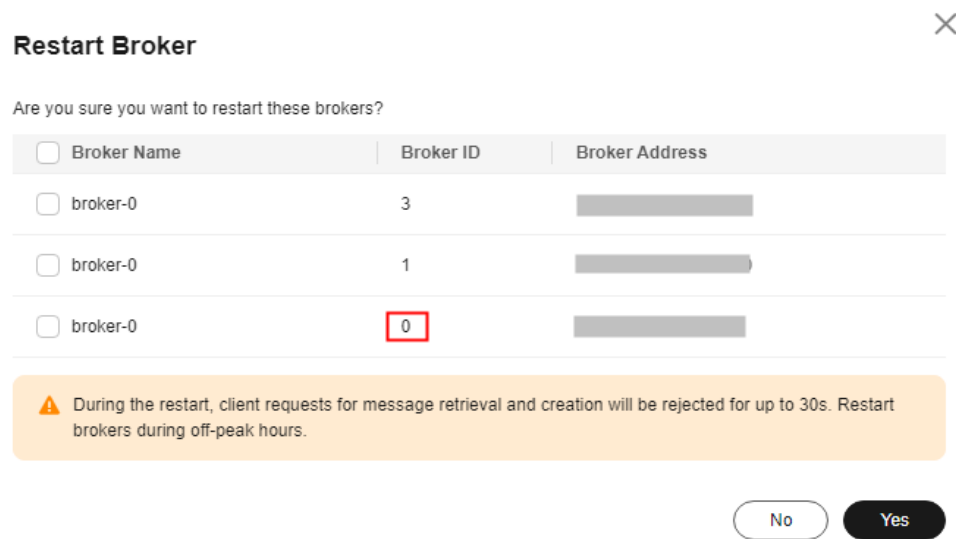 Restart Broker
Are you sure you want to restart these brokers?
Broker Name Broker ID Broker Address
broker-0 3
broker-0 1
broker-0 0
During the restart, client requests for message retrieval and creation will be rejected for up to 30s. Restart
brokers during off-peak hours.
No Yes